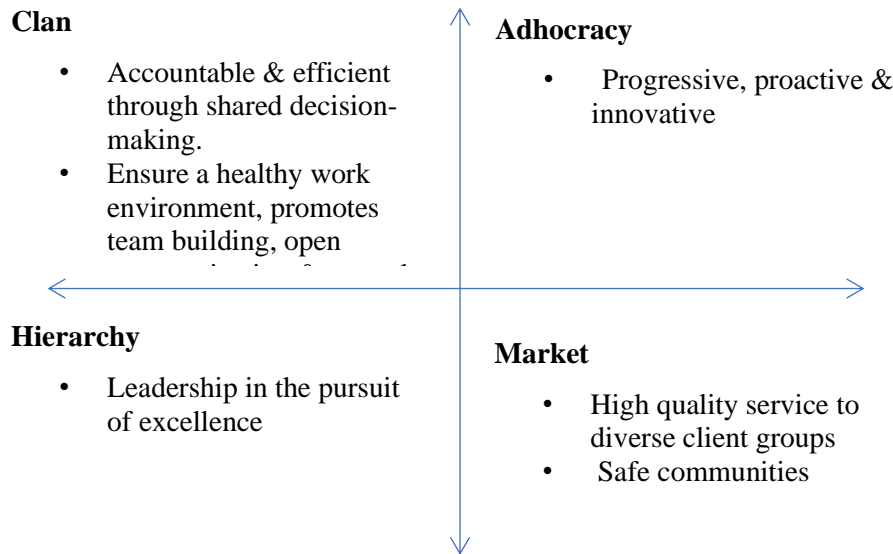 Clan
• Accountable & efficient
through shared decision-
making.
• Ensure a healthy work
environment, promotes
team building, open
Adhocracy
• Progressive, proactive &
innovative
Hierarchy
• Leadership in the pursuit
of excellence
Market
• High quality service to
diverse client groups
• Safe communities